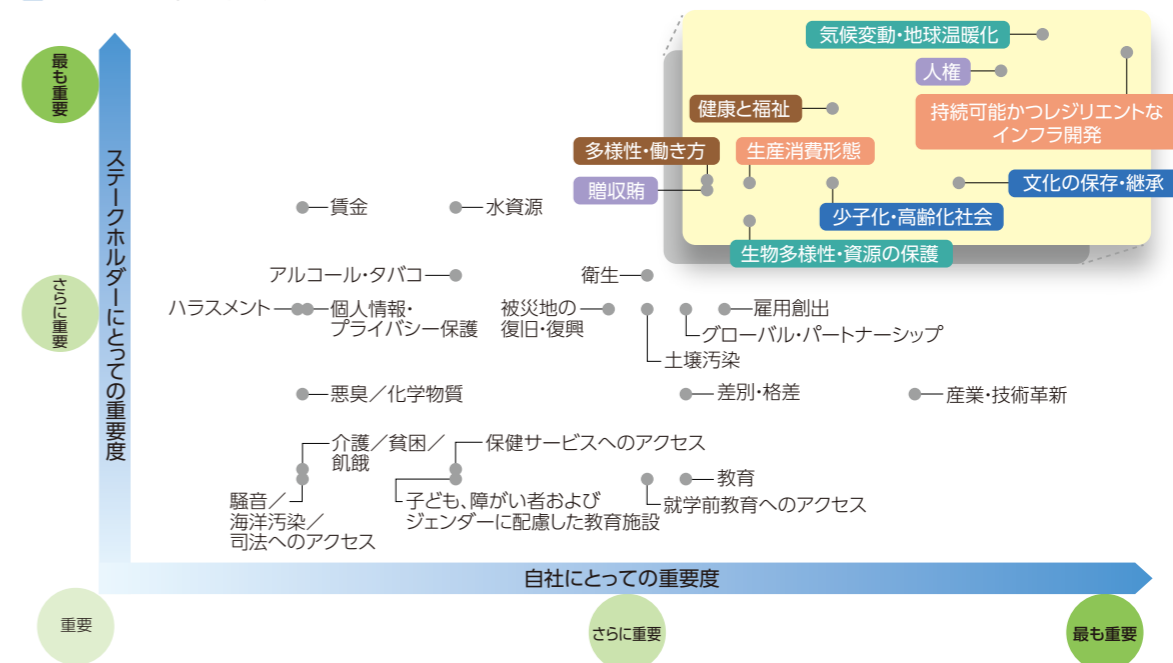 最も重要
ステークホルダーにとっての重要度
さらに重要
気候変動・地球温暖化
人権
持続可能かつレジリエントな
インフラ開発
健康と福祉
多様性・働き方
生産消費形態
贈収賄
文化の保存・継承
少子化・高齢化社会
生物多様性・資源の保護
賃金
水資源
アルコール・タバコ
衛生
ハラスメント
個人情報・
プライバシー保護
被災地の
復旧・復興
雇用創出
グローバル・パートナーシップ
土壌汚染
悪臭／化学物質
差別・格差
産業・技術革新
介護／貧困／
飢餓
保健サービスへのアクセス
騒音／
海洋汚染／
司法へのアクセス
子ども、障がい者および
ジェンダーに配慮した教育施設
教育
就学前教育へのアクセス
自社にとっての重要度
重要
さらに重要
最も重要